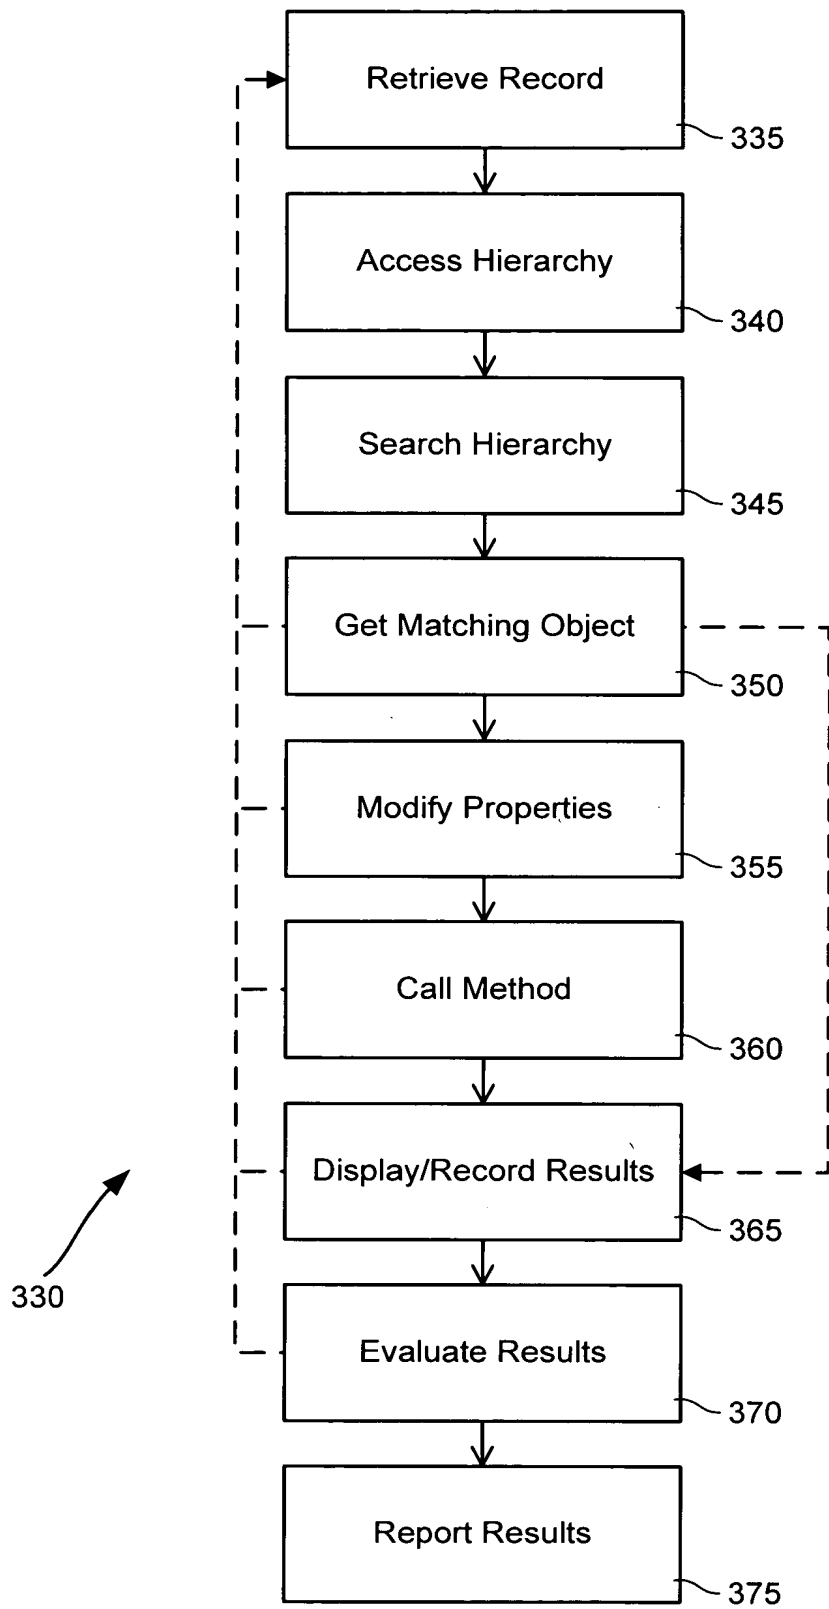 Retrieve Record
335
Access Hierarchy
340
Search Hierarchy
345
Get Matching Object
350
Modify Properties
355
Call Method
360
Display/Record Results
365
330
Evaluate Results
370
Report Results
375